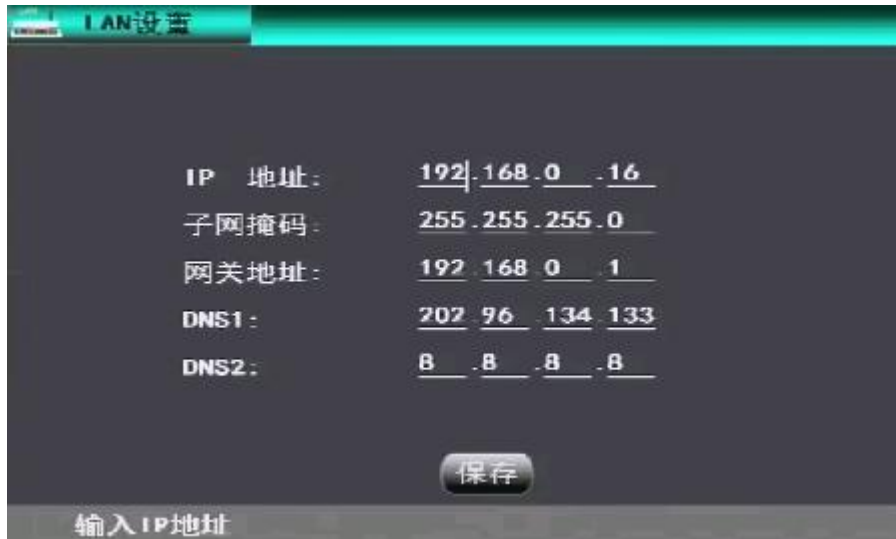 LAN设置
IP 地址: 192.168.0.16
子网掩码: 255.255.255.0
网关地址: 192.168.0.1
DNS1: 202.96.134.133
DNS2: 8.8.8.8
保存
输入IP地址